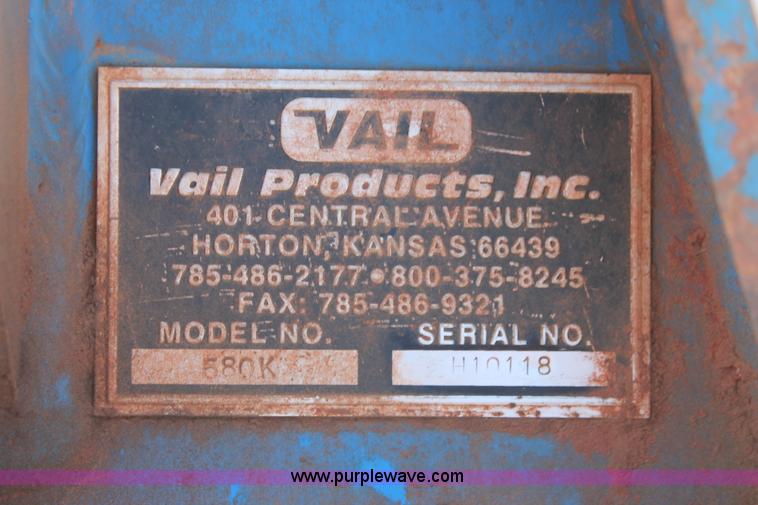 VAIL
Vail Products, Inc.
401 CENTRAL AVENUE
HORTON, KANSAS 66439
785-486-2177 • 800-375-8245
FAX: 785-486-9321
MODEL NO. SERIAL NO.
580K H10118
www.purplewave.com